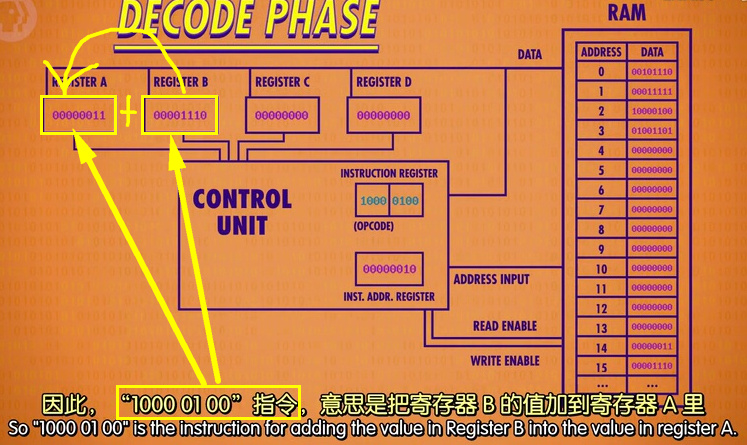 DECODE PHASE
RAM
DATA
ADDRESS DATA
0 00101110
1 00011111
2 10000100
3 01001101
4 00000000
5 00000000
6 00000000
7 00000000
8 00000000
9 00000000
10 00000000
11 00000000
12 00000000
13 00000000
14 00000011
15 00001110
... ...
REGISTER A
REGISTER B
REGISTER C
REGISTER D
00000011 + 00001110
00000000
00000000
CONTROL
UNIT
INSTRUCTION REGISTER
1000 0100
(OPCODE)
00000010
INST. ADDR. REGISTER
ADDRESS INPUT
READ ENABLE
WRITE ENABLE
因此，“1000 01 00”指令，意思是把寄存器 B 的值加到寄存器 A 里
So "1000 01 00" is the instruction for adding the value in Register B into the value in register A.